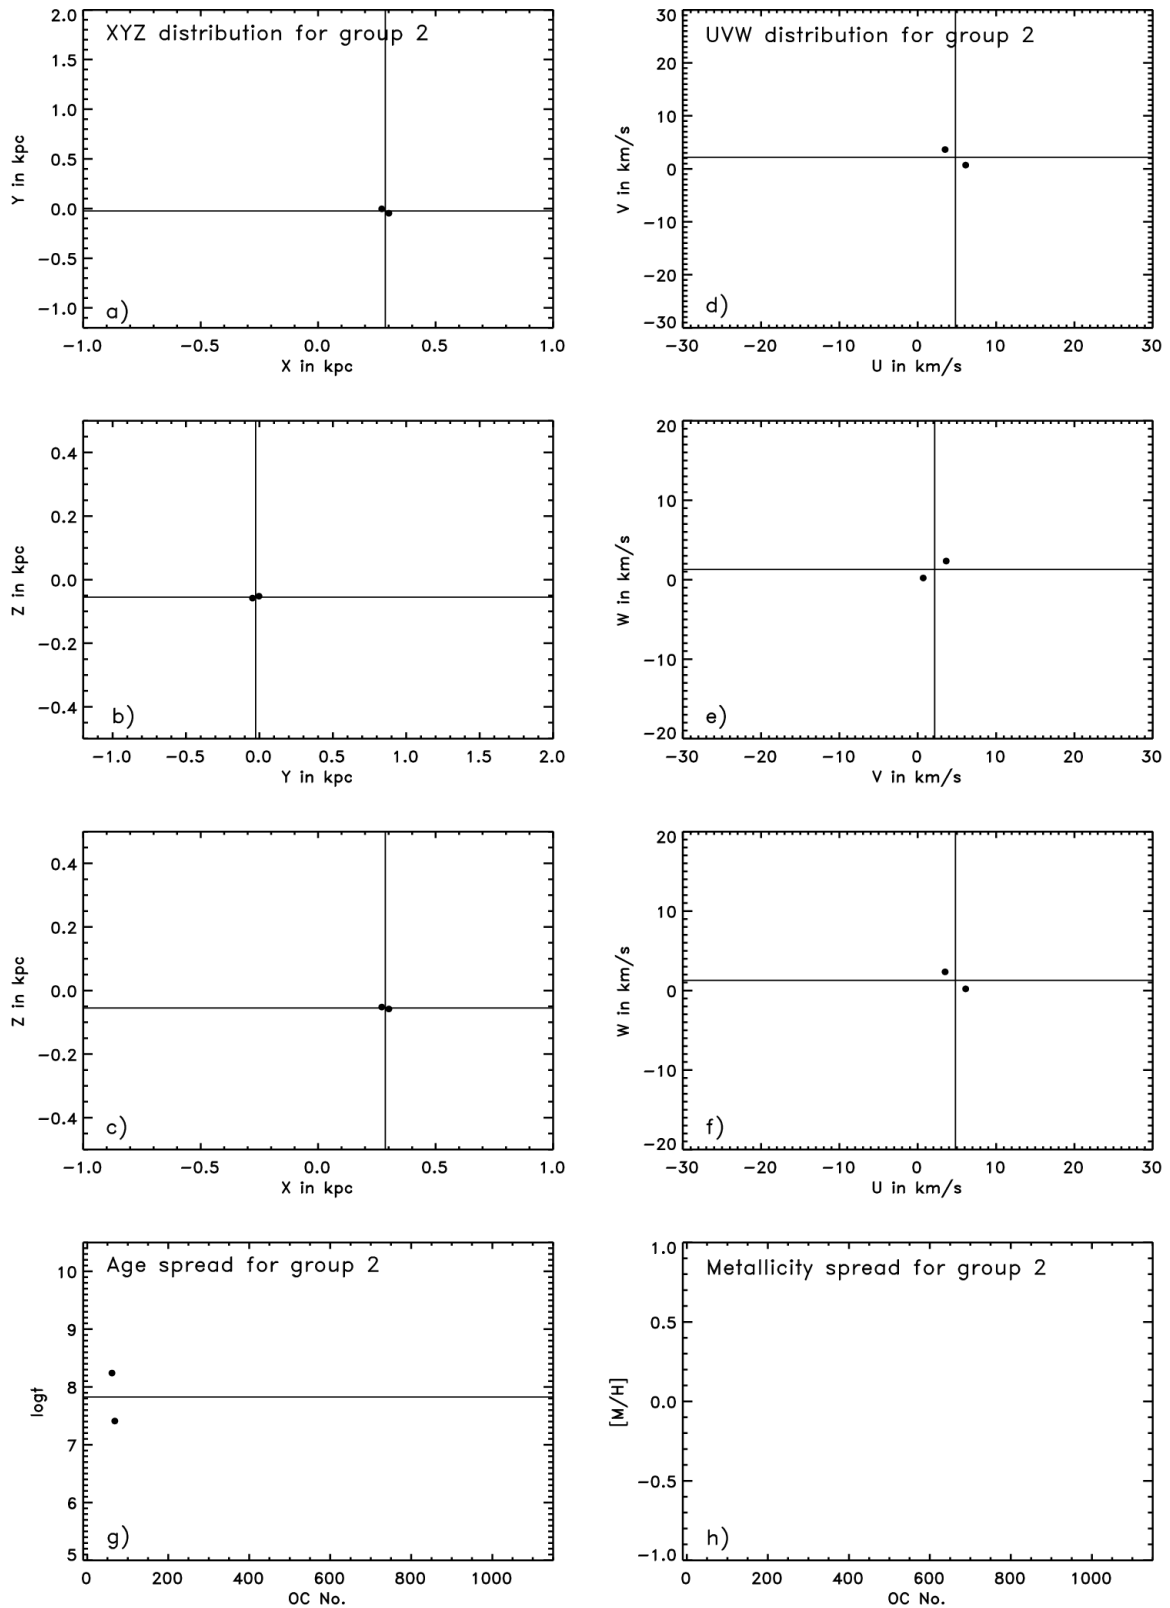 XYZ distribution for group 2
2.0
1.5
1.0
0.5
0.0
−0.5
−1.0
Y in kpc
a)
−1.0 −0.5 0.0 0.5 1.0
X in kpc
UVW distribution for group 2
30
20
10
0
−10
−20
−30
V in km/s
d)
−30 −20 −10 0 10 20 30
U in km/s
0.4
0.2
0.0
−0.2
−0.4
Z in kpc
b)
−1.0 −0.5 0.0 0.5 1.0 1.5 2.0
Y in kpc
20
10
0
−10
−20
W in km/s
e)
−30 −20 −10 0 10 20 30
V in km/s
0.4
0.2
0.0
−0.2
−0.4
Z in kpc
c)
−1.0 −0.5 0.0 0.5 1.0
X in kpc
20
10
0
−10
−20
W in km/s
f)
−30 −20 −10 0 10 20 30
U in km/s
Age spread for group 2
10
9
8
7
6
5
logt
g)
0 200 400 600 800 1000
OC No.
Metallicity spread for group 2
1.0
0.5
0.0
−0.5
−1.0
[M/H]
h)
0 200 400 600 800 1000
OC No.